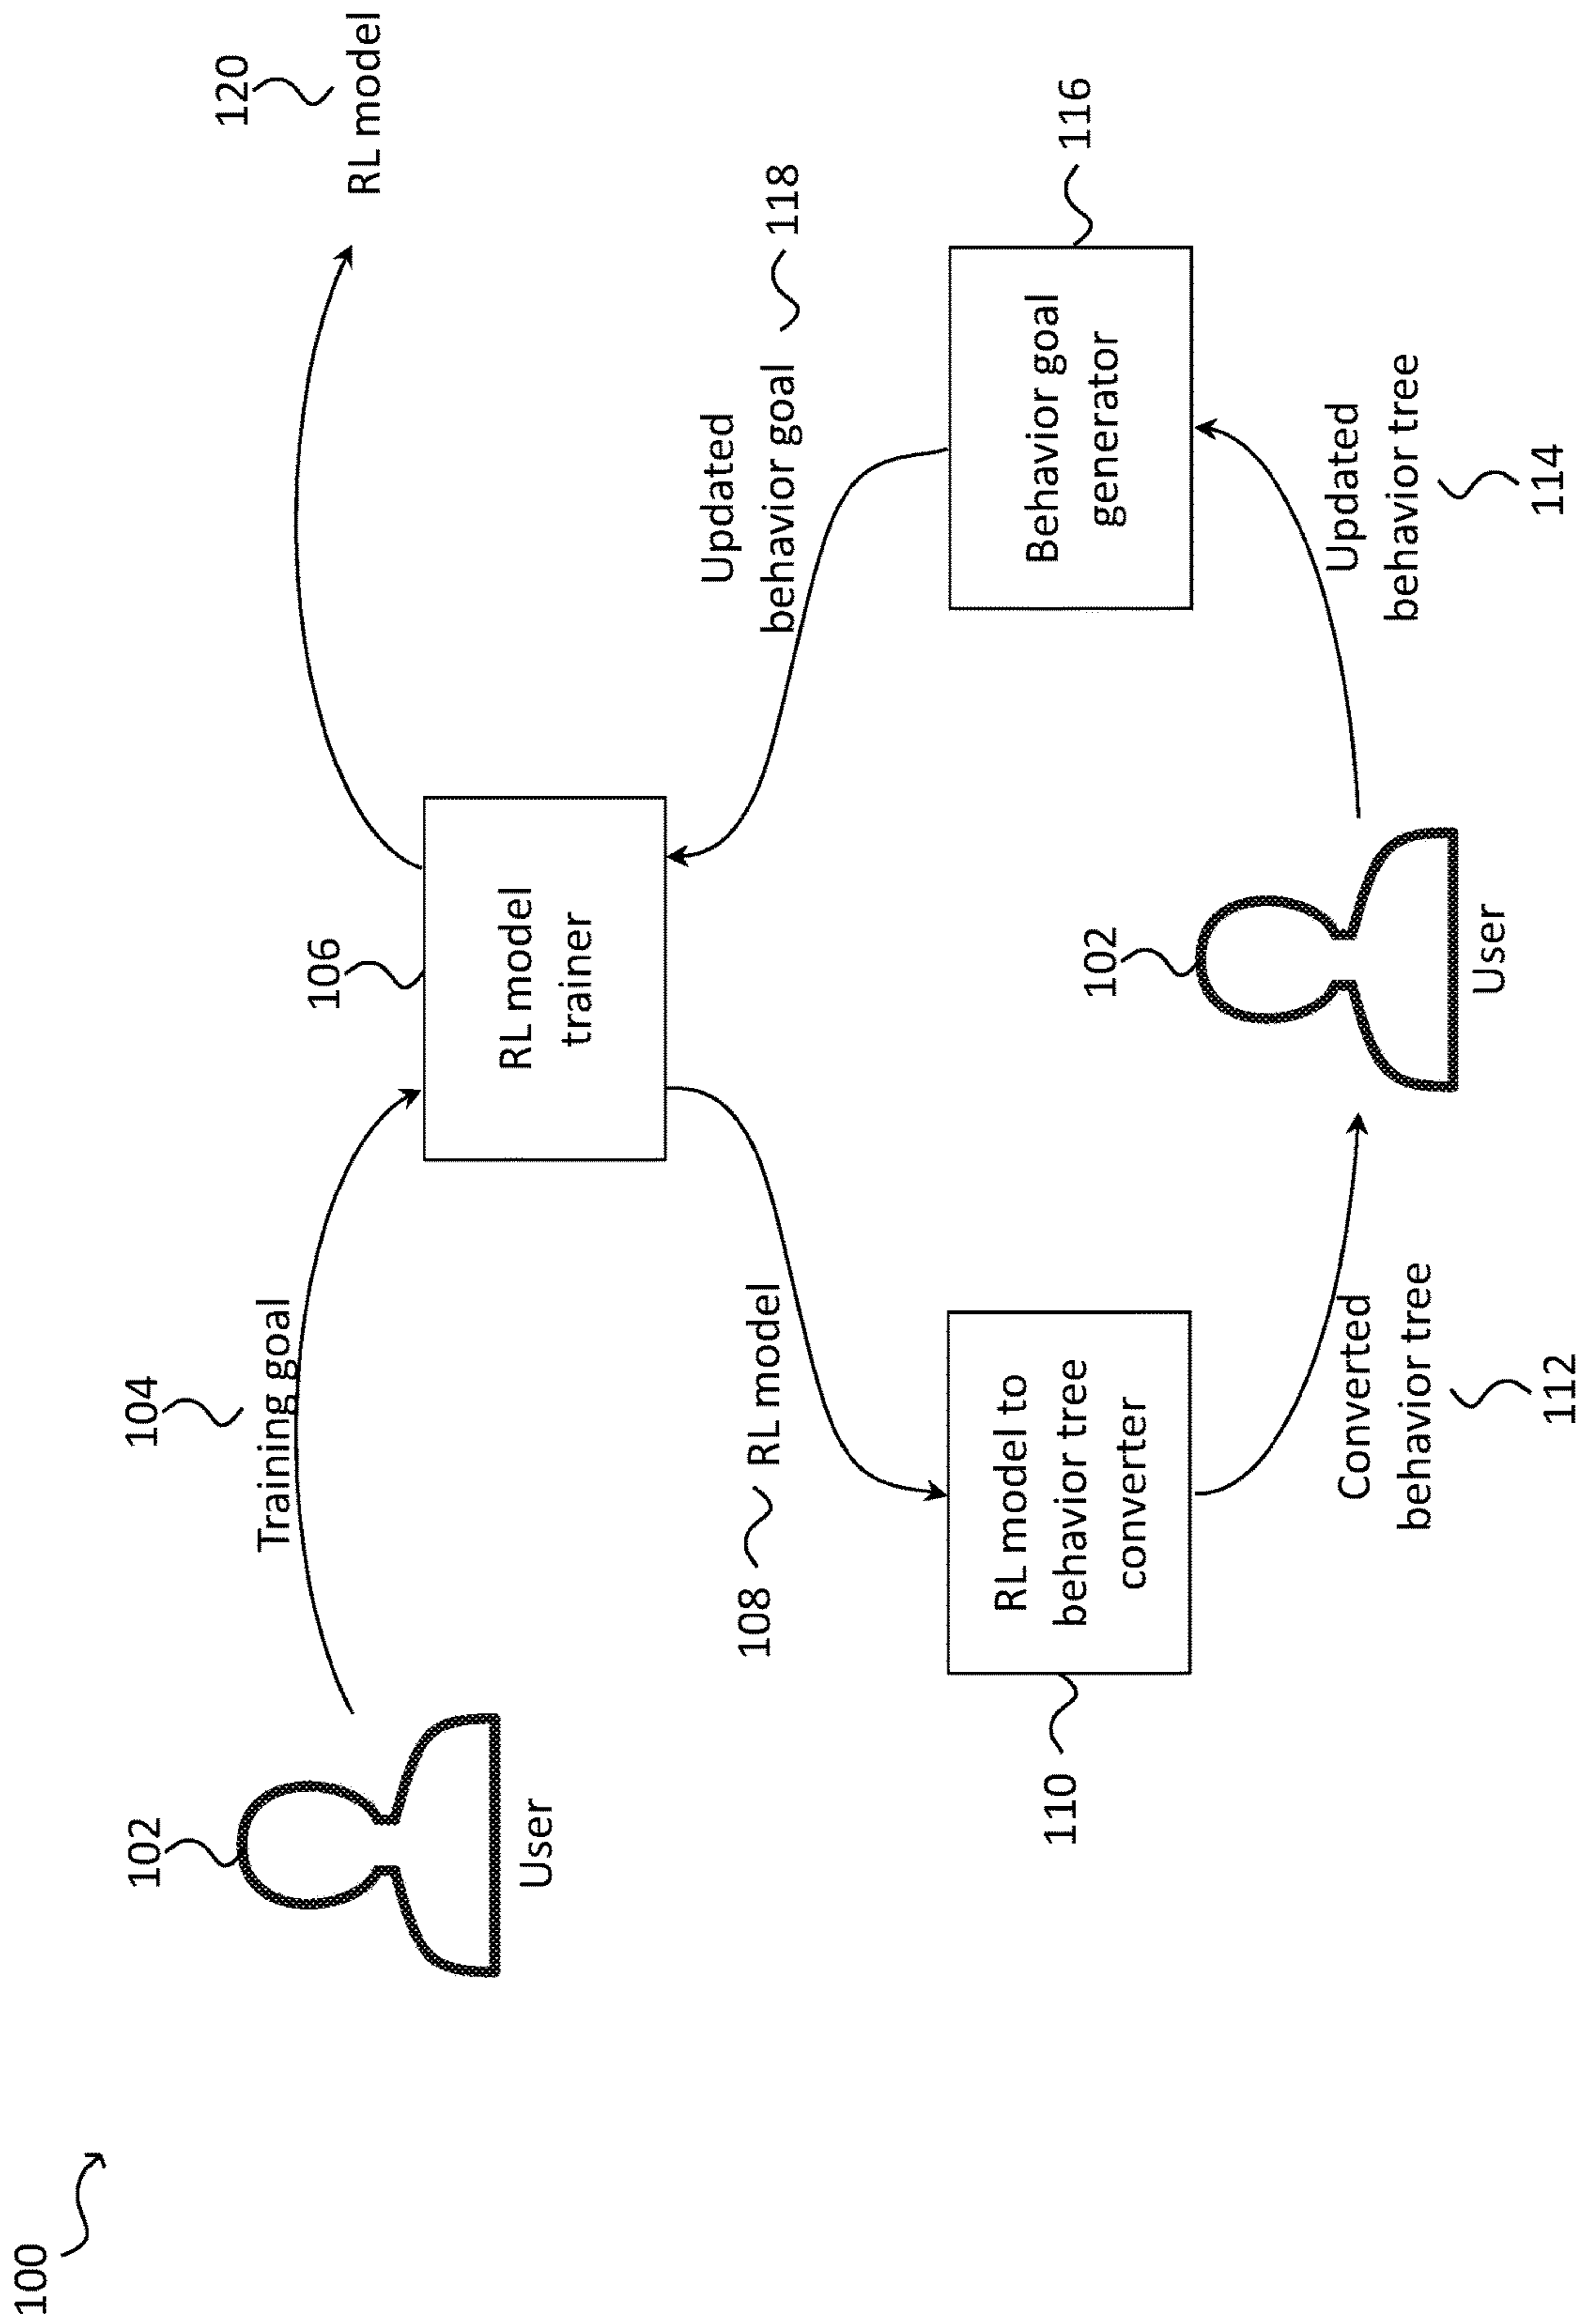 100
102
User
104
Training goal
106
RL model
trainer
120
RL model
108
RL model
Updated
behavior goal
118
110
RL model to
behavior tree
converter
Behavior goal
generator
116
102
User
Converted
behavior tree
112
Updated
behavior tree
114